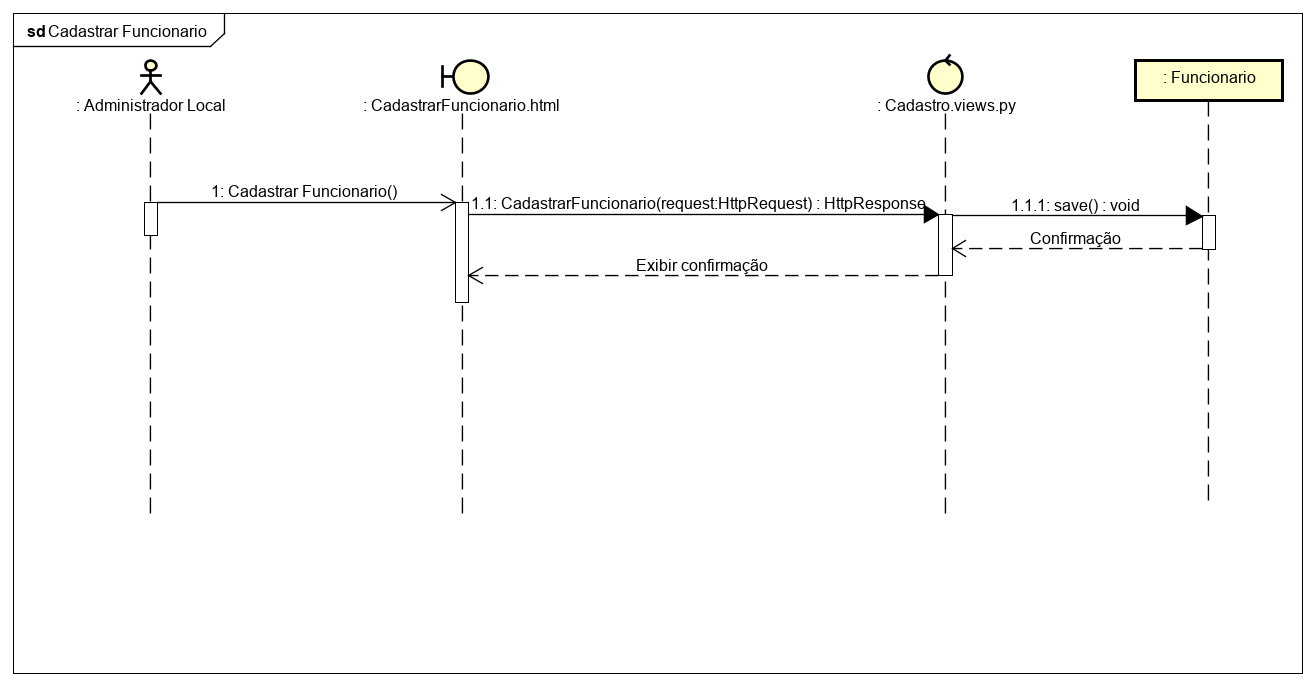 sd Cadastrar Funcionario
: Administrador Local
: CadastrarFuncionario.html
: Cadastro.views.py
: Funcionario
1: Cadastrar Funcionario()
1.1: CadastrarFuncionario(request:HttpRequest) : HttpResponse
1.1.1: save() : void
Confirmação
Exibir confirmação